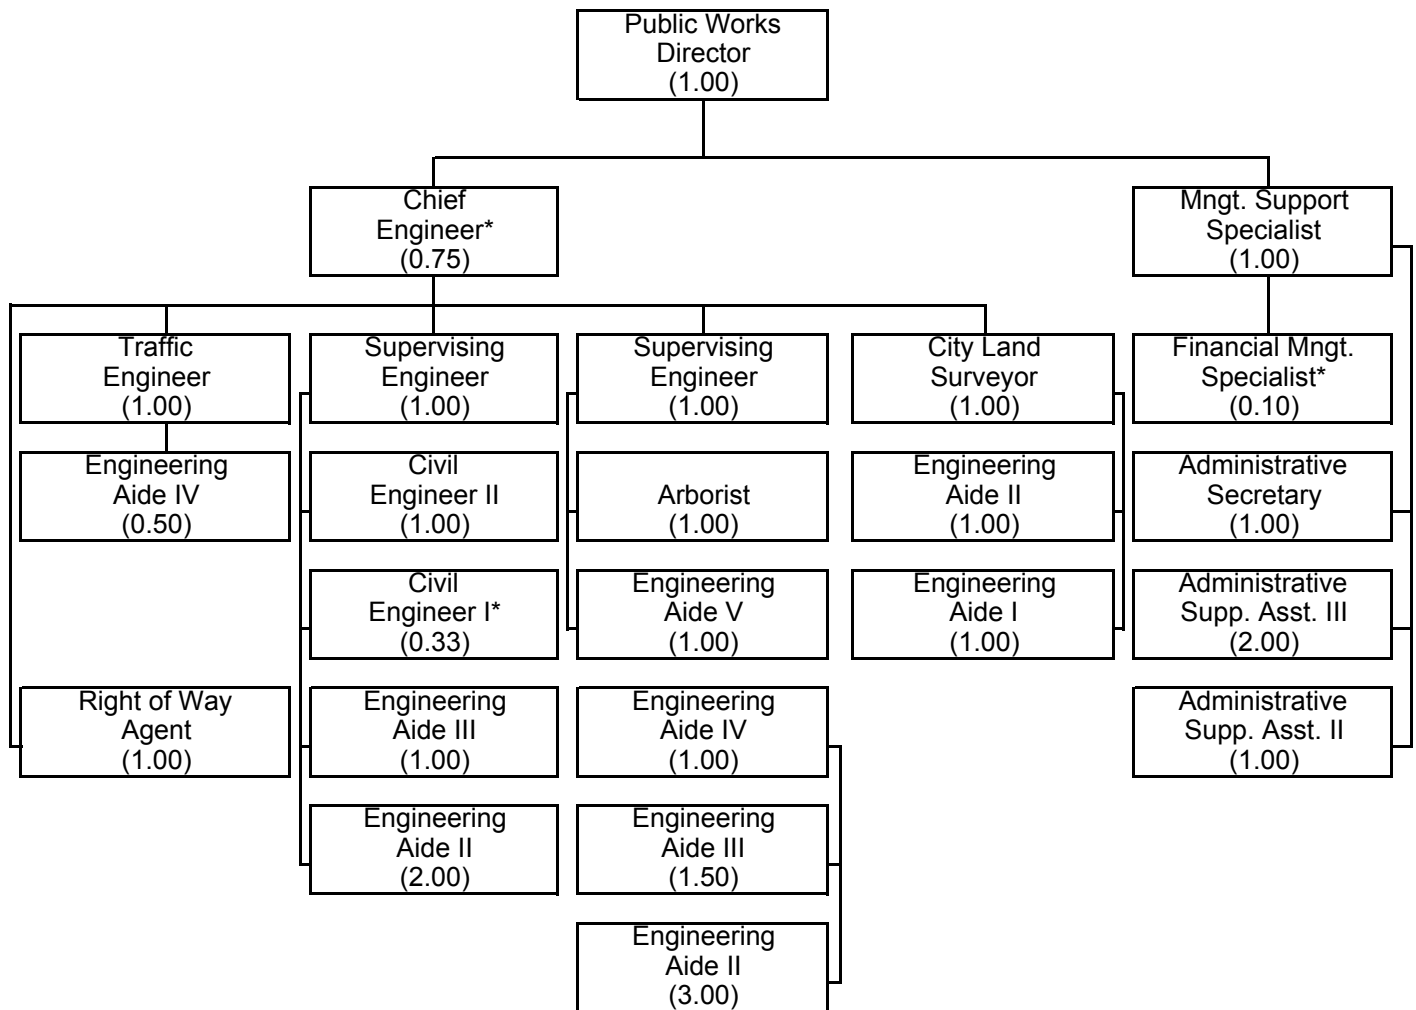 Public Works
Director
(1.00)
Chief
Engineer*
(0.75)
Mngt. Support
Specialist
(1.00)
Traffic
Engineer
(1.00)
Supervising
Engineer
(1.00)
Supervising
Engineer
(1.00)
City Land
Surveyor
(1.00)
Financial Mngt.
Specialist*
(0.10)
Engineering
Aide IV
(0.50)
Civil
Engineer II
(1.00)
Arborist
(1.00)
Engineering
Aide II
(1.00)
Administrative
Secretary
(1.00)
Civil
Engineer I*
(0.33)
Engineering
Aide V
(1.00)
Engineering
Aide I
(1.00)
Administrative
Supp. Asst. III
(2.00)
Right of Way
Agent
(1.00)
Engineering
Aide III
(1.00)
Engineering
Aide IV
(1.00)
Administrative
Supp. Asst. II
(1.00)
Engineering
Aide II
(2.00)
Engineering
Aide III
(1.50)
Engineering
Aide II
(3.00)